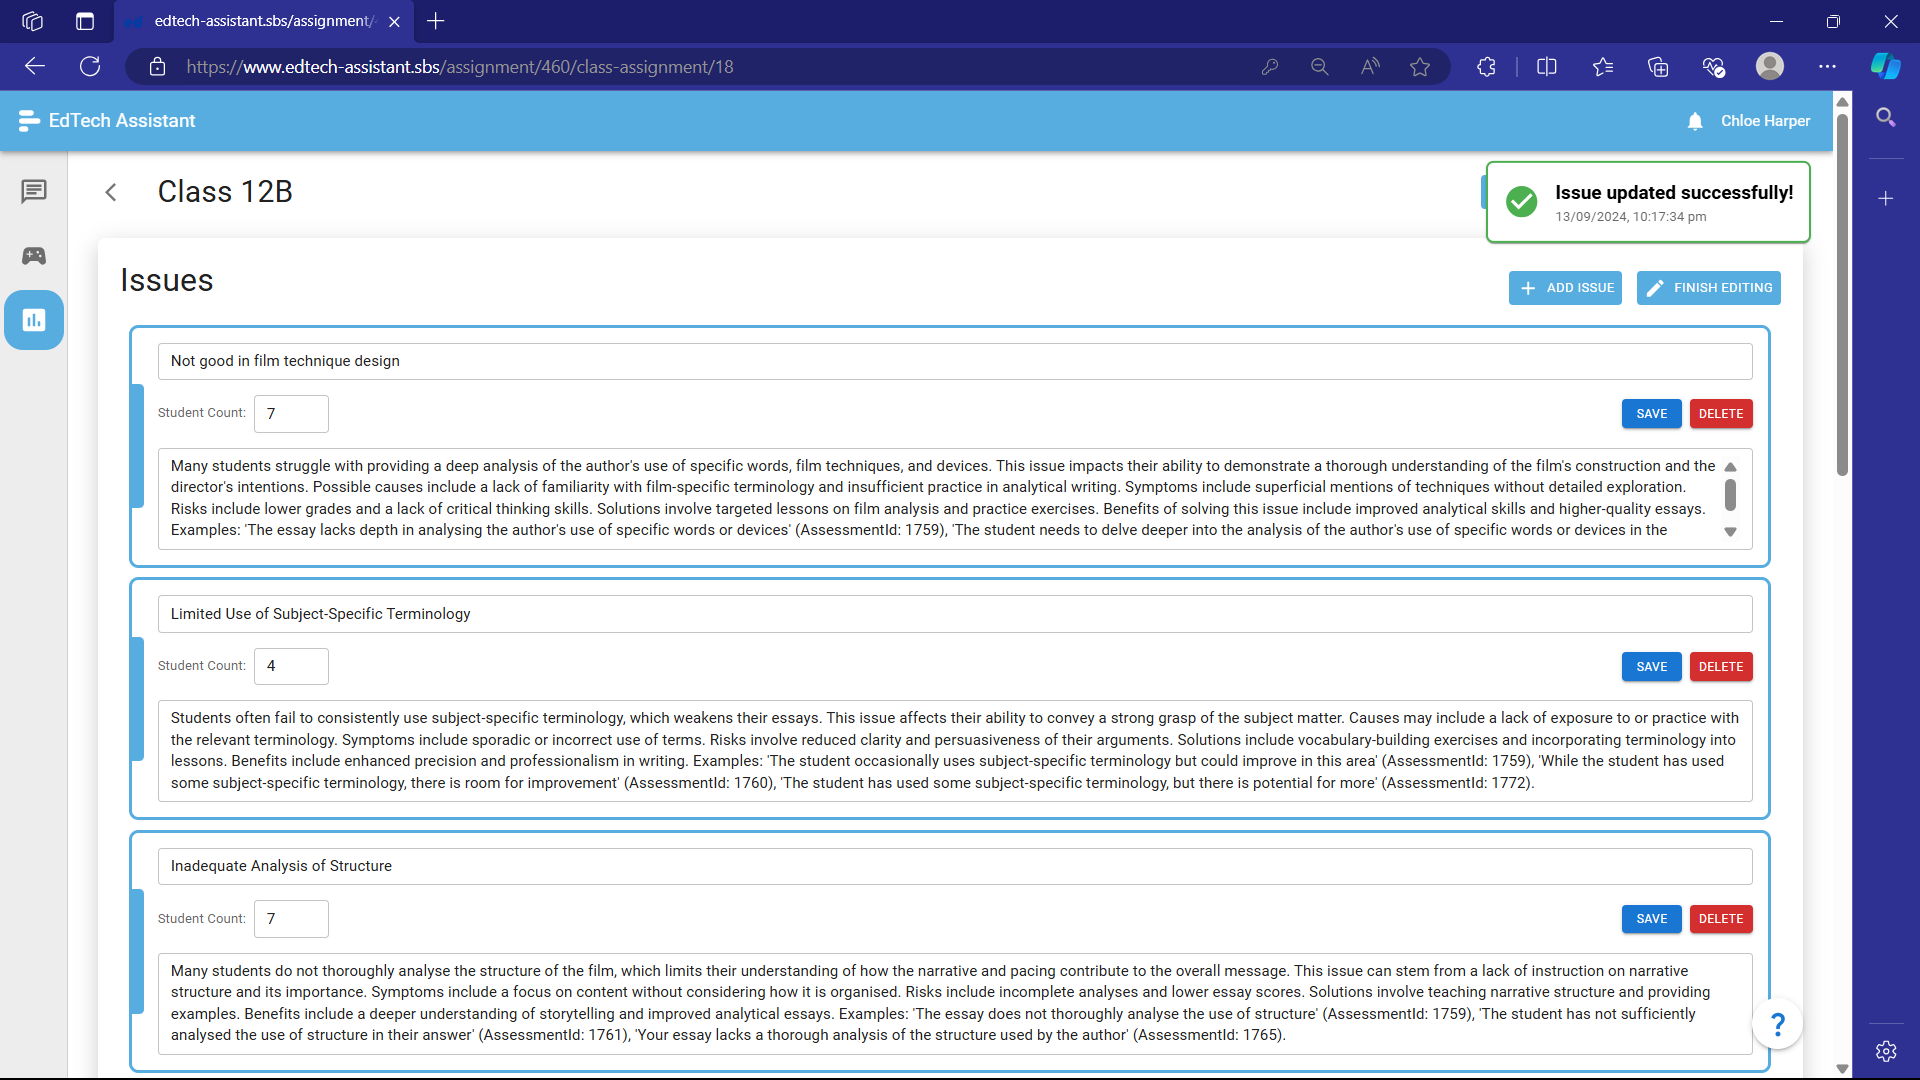 edtech-assistant.sbs/assignment/
https://www.edtech-assistant.sbs/assignment/460/class-assignment/18
EdTech Assistant
Chloe Harper
Class 12B
Issue updated successfully!
13/09/2024, 10:17:34 pm
Issues
ADD ISSUE
FINISH EDITING
Not good in film technique design
Student Count: 7
SAVE
DELETE
Many students struggle with providing a deep analysis of the author's use of specific words, film techniques, and devices. This issue impacts their ability to demonstrate a thorough understanding of the film's construction and the
director's intentions. Possible causes include a lack of familiarity with film-specific terminology and insufficient practice in analytical writing. Symptoms include superficial mentions of techniques without detailed exploration.
Risks include lower grades and a lack of critical thinking skills. Solutions involve targeted lessons on film analysis and practice exercises. Benefits of solving this issue include improved analytical skills and higher-quality essays.
Examples: 'The essay lacks depth in analysing the author's use of specific words or devices' (AssessmentId: 1759), 'The student needs to delve deeper into the analysis of the author's use of specific words or devices in the
Limited Use of Subject-Specific Terminology
Student Count: 4
SAVE
DELETE
Students often fail to consistently use subject-specific terminology, which weakens their essays. This issue affects their ability to convey a strong grasp of the subject matter. Causes may include a lack of exposure to or practice with
the relevant terminology. Symptoms include sporadic or incorrect use of terms. Risks involve reduced clarity and persuasiveness of their arguments. Solutions include vocabulary-building exercises and incorporating terminology into
lessons. Benefits include enhanced precision and professionalism in writing. Examples: 'The student occasionally uses subject-specific terminology but could improve in this area' (AssessmentId: 1759), 'While the student has used
some subject-specific terminology, there is room for improvement' (AssessmentId: 1760), 'The student has used some subject-specific terminology, but there is potential for more' (AssessmentId: 1772).
Inadequate Analysis of Structure
Student Count: 7
SAVE
DELETE
Many students do not thoroughly analyse the structure of the film, which limits their understanding of how the narrative and pacing contribute to the overall message. This issue can stem from a lack of instruction on narrative
structure and its importance. Symptoms include a focus on content without considering how it is organised. Risks include incomplete analyses and lower essay scores. Solutions involve teaching narrative structure and providing
examples. Benefits include a deeper understanding of storytelling and improved analytical essays. Examples: 'The essay does not thoroughly analyse the use of structure' (AssessmentId: 1759), 'The student has not sufficiently
analysed the use of structure in their answer' (AssessmentId: 1761), 'Your essay lacks a thorough analysis of the structure used by the author' (AssessmentId: 1765).
?